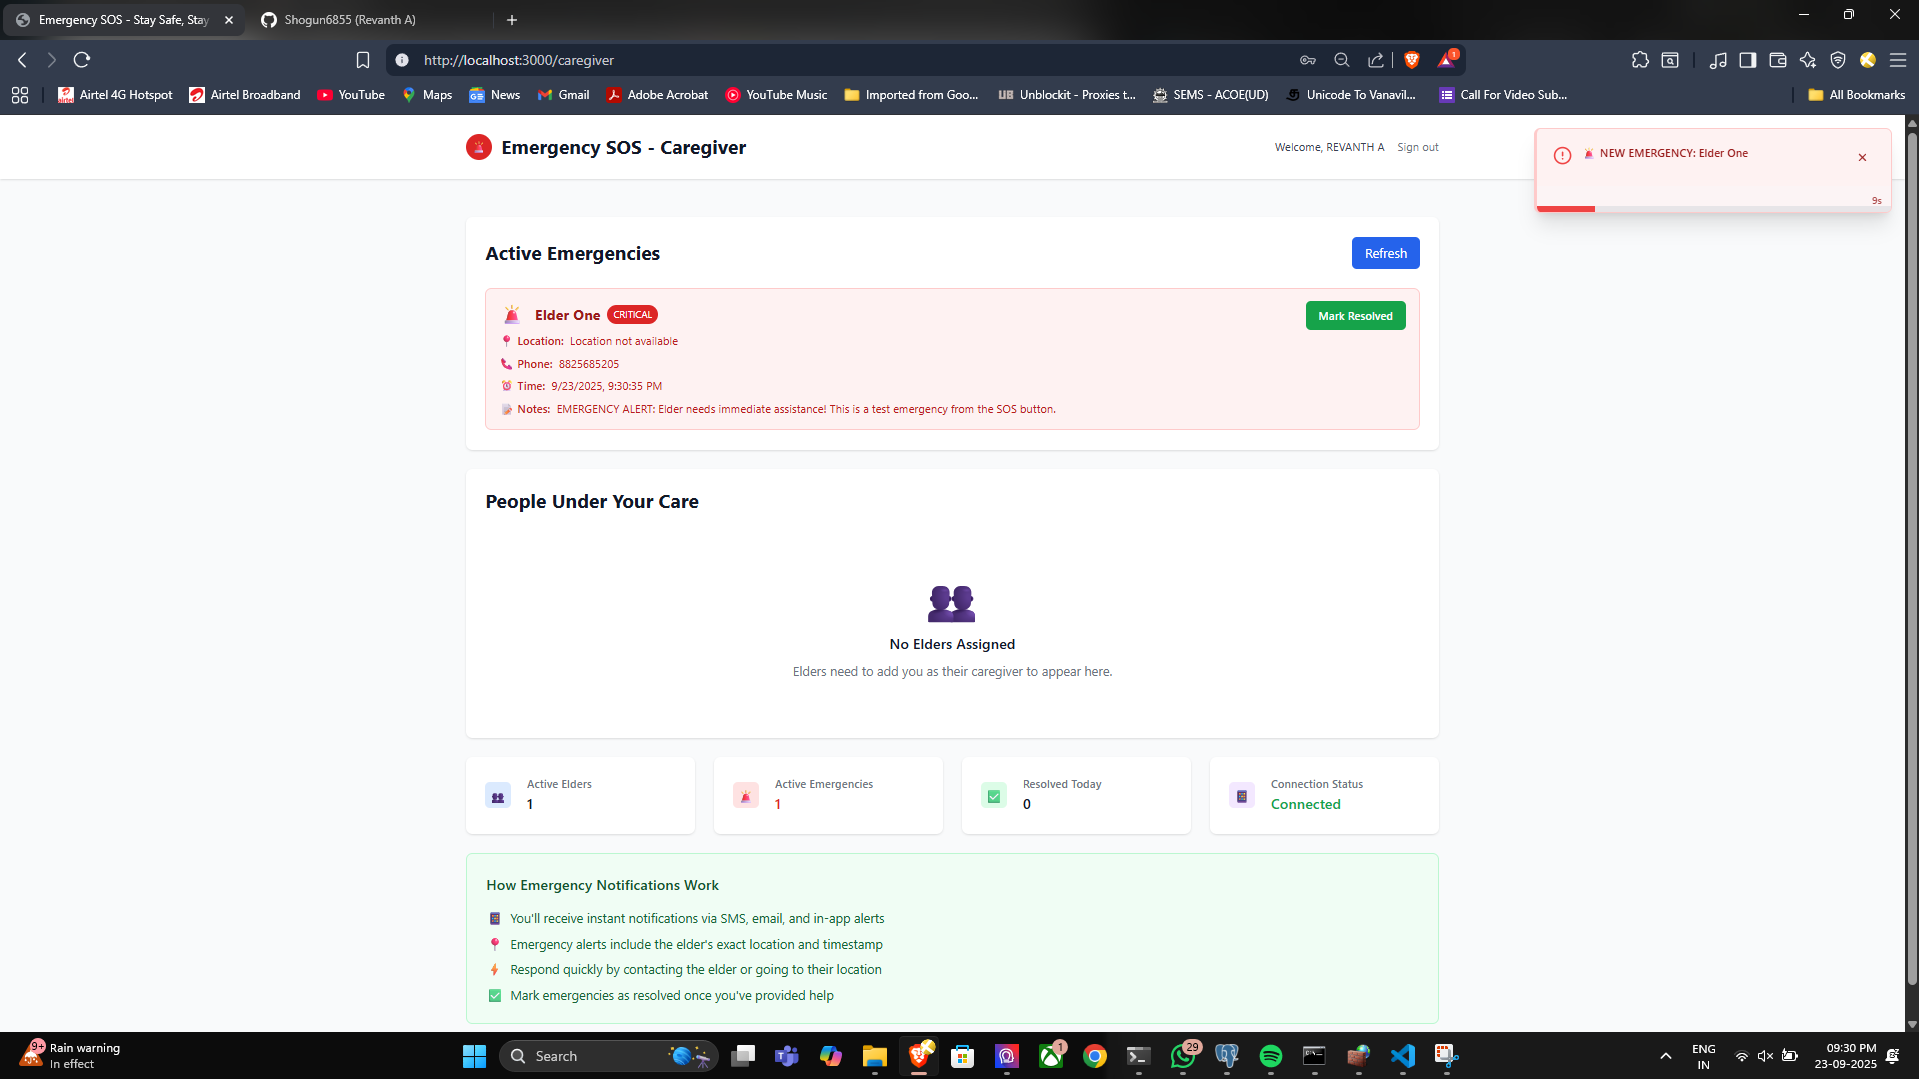 Emergency SOS - Stay Safe, Stay
Shogun6855 (Revanth A)
http://localhost:3000/caregiver
1
Airtel 4G Hotspot
Airtel Broadband
YouTube
Maps
News
Gmail
Adobe Acrobat
YouTube Music
Imported from Goo...
UB Unblockit - Proxies t...
SEMS - ACOE(UD)
Unicode To Vanavil...
Call For Video Sub...
All Bookmarks
Emergency SOS - Caregiver
Welcome, REVANTH A
Sign out
NEW EMERGENCY: Elder One
9s
Active Emergencies
Refresh
Elder One CRITICAL
Mark Resolved
Location: Location not available
Phone: 8825685205
Time: 9/23/2025, 9:30:35 PM
Notes: EMERGENCY ALERT: Elder needs immediate assistance! This is a test emergency from the SOS button.
People Under Your Care
No Elders Assigned
Elders need to add you as their caregiver to appear here.
Active Elders
1
Active Emergencies
1
Resolved Today
0
Connection Status
Connected
How Emergency Notifications Work
You'll receive instant notifications via SMS, email, and in-app alerts
Emergency alerts include the elder's exact location and timestamp
Respond quickly by contacting the elder or going to their location
Mark emergencies as resolved once you've provided help
9+
Rain warning
In effect
Search
1
29
ENG
IN
09:30 PM
23-09-2025